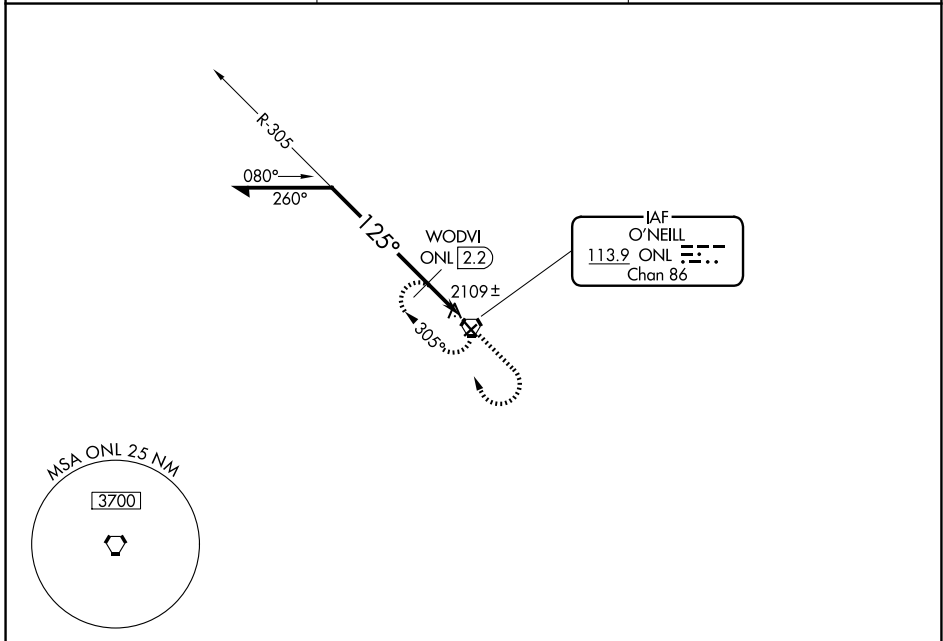 R-305
080°
260°
125°
WODVI
ONL 2.2
2109±
305°
IAF
O'NEILL
113.9 ONL
Chan 86
MSA ONL 25 NM
3700